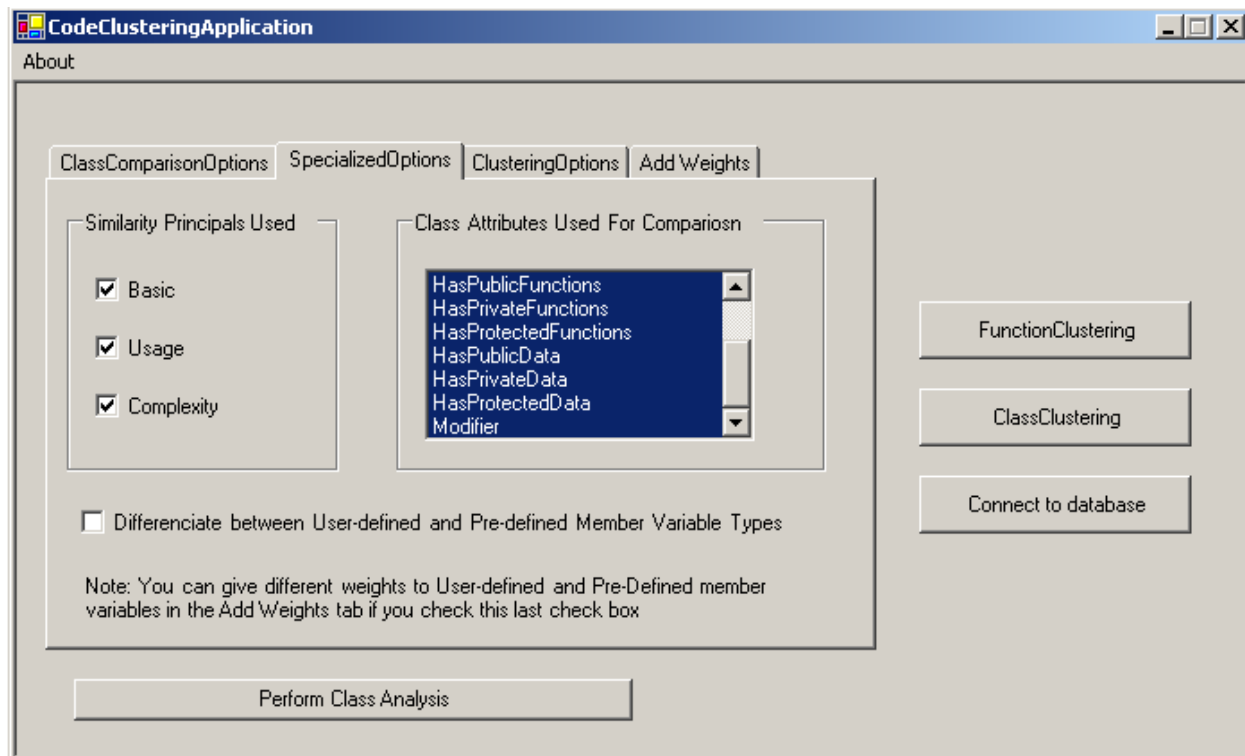 CodeClusteringApplication
About
ClassComparisonOptions
SpecializedOptions
ClusteringOptions
Add Weights
Similarity Principals Used
Basic
Usage
Complexity
Class Attributes Used For Compariosn
HasPublicFunctions
HasPrivateFunctions
HasProtectedFunctions
HasPublicData
HasPrivateData
HasProtectedData
Modifier
Differenciate between User-defined and Pre-defined Member Variable Types
Note: You can give different weights to User-defined and Pre-Defined member
variables in the Add Weights tab if you check this last check box
Perform Class Analysis
FunctionClustering
ClassClustering
Connect to database